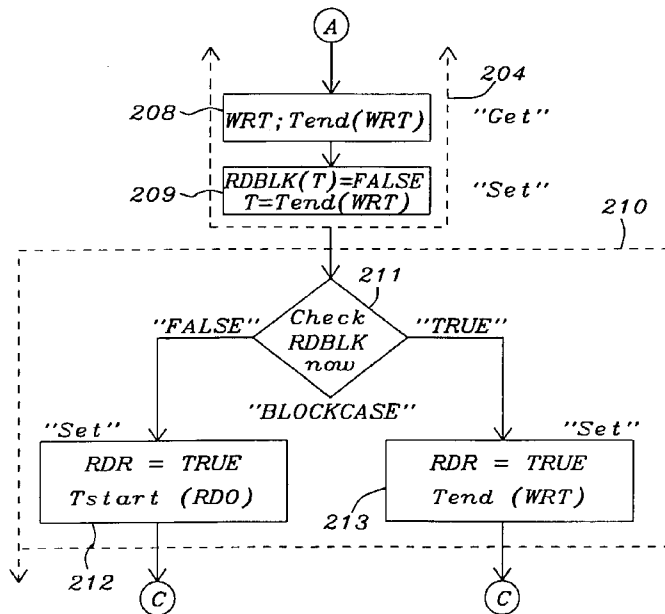 A
204
208
WRT;Tend(WRT)
"Get"
209
RDBLK(T)=FALSE
T=Tend(WRT)
"Set"
210
211
"FALSE"
Check
RDBLK
now
"TRUE"
"BLOCKCASE"
"Set"
"Set"
RDR = TRUE
Tstart (RDO)
RDR = TRUE
Tend (WRT)
212
213
C
C